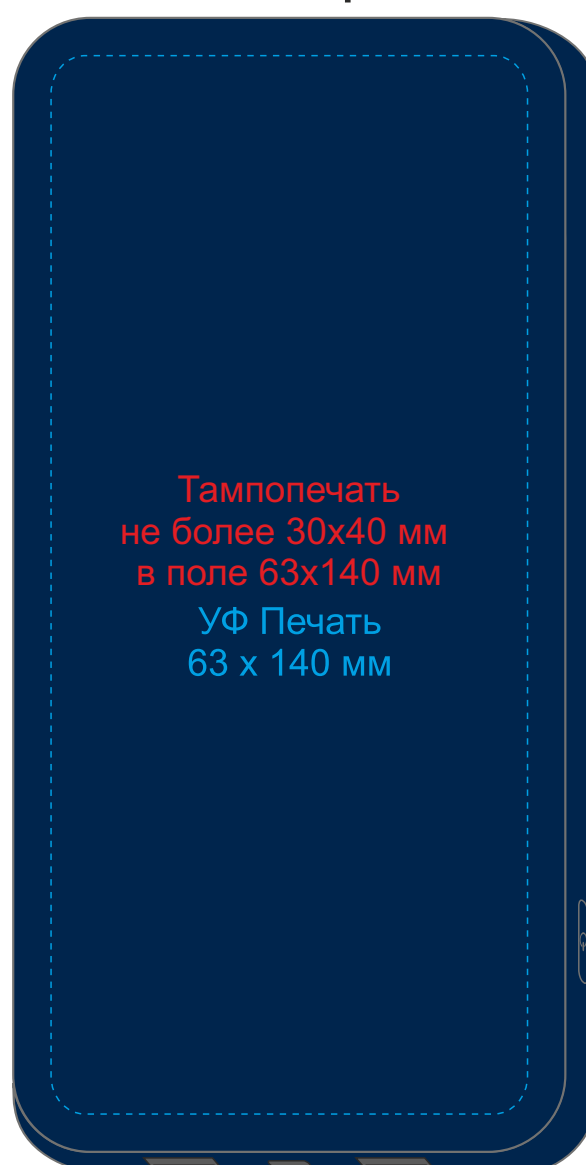 Тампопечать
не более 30х40 мм
в поле 63х140 мм
УФ Печать
63 х 140 мм